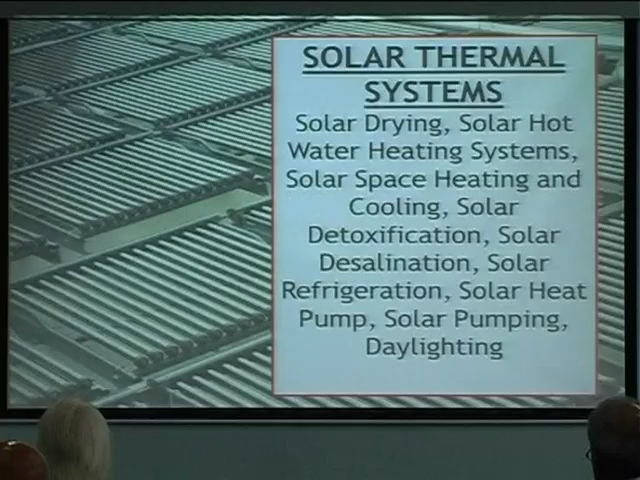 SOLAR THERMAL
SYSTEMS
Solar Drying, Solar Hot
Water Heating Systems,
Solar Space Heating and
Cooling, Solar
Detoxification, Solar
Desalination, Solar
Refrigeration, Solar Heat
Pump, Solar Pumping,
Daylighting